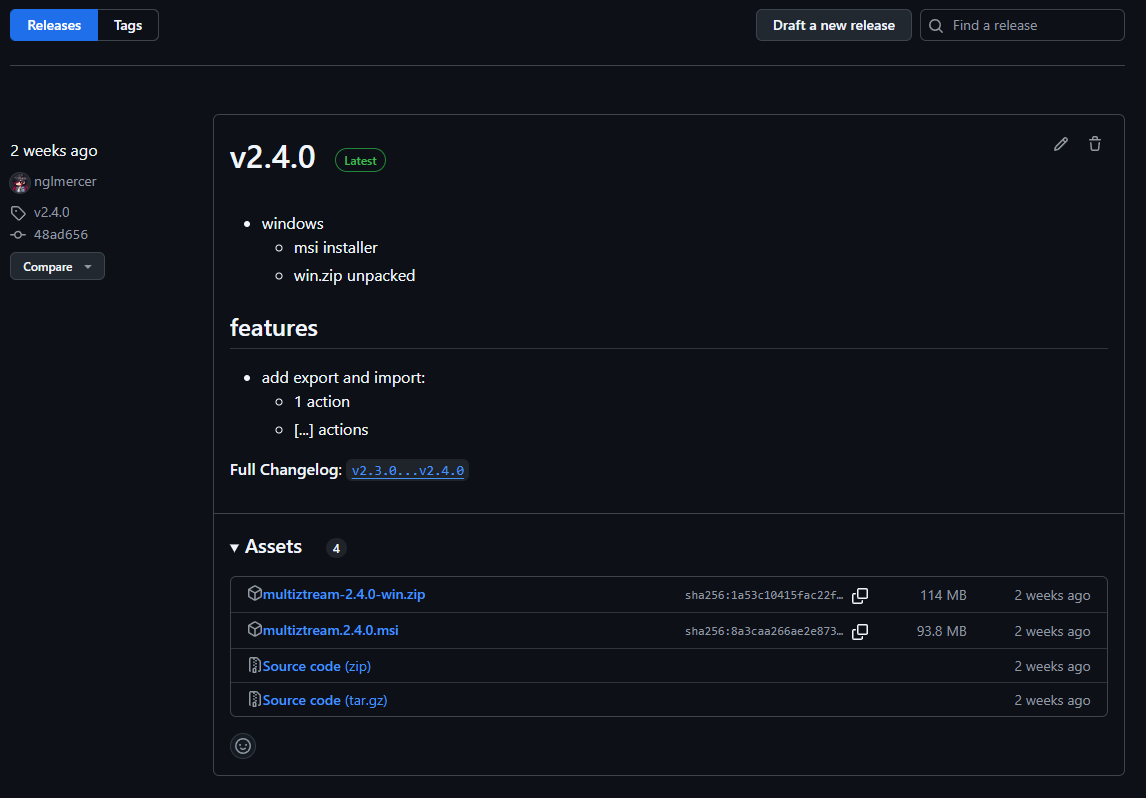 Releases Tags Draft a new release Find a release
2 weeks ago
nglmercer
v2.4.0
48ad656
Compare
v2.4.0 Latest
windows
msi installer
win.zip unpacked
features
add export and import:
1 action
[...] actions
Full Changelog: v2.3.0...v2.4.0
Assets 4
multiztream-2.4.0-win.zip sha256:1a53c10415fac22f... 114 MB 2 weeks ago
multiztream.2.4.0.msi sha256:8a3caa266ae2e873... 93.8 MB 2 weeks ago
Source code (zip) 2 weeks ago
Source code (tar.gz) 2 weeks ago